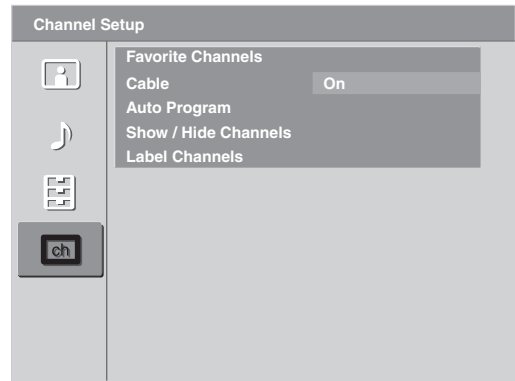 Channel Setup
Favorite Channels
Cable On
Auto Program
Show / Hide Channels
Label Channels
ch